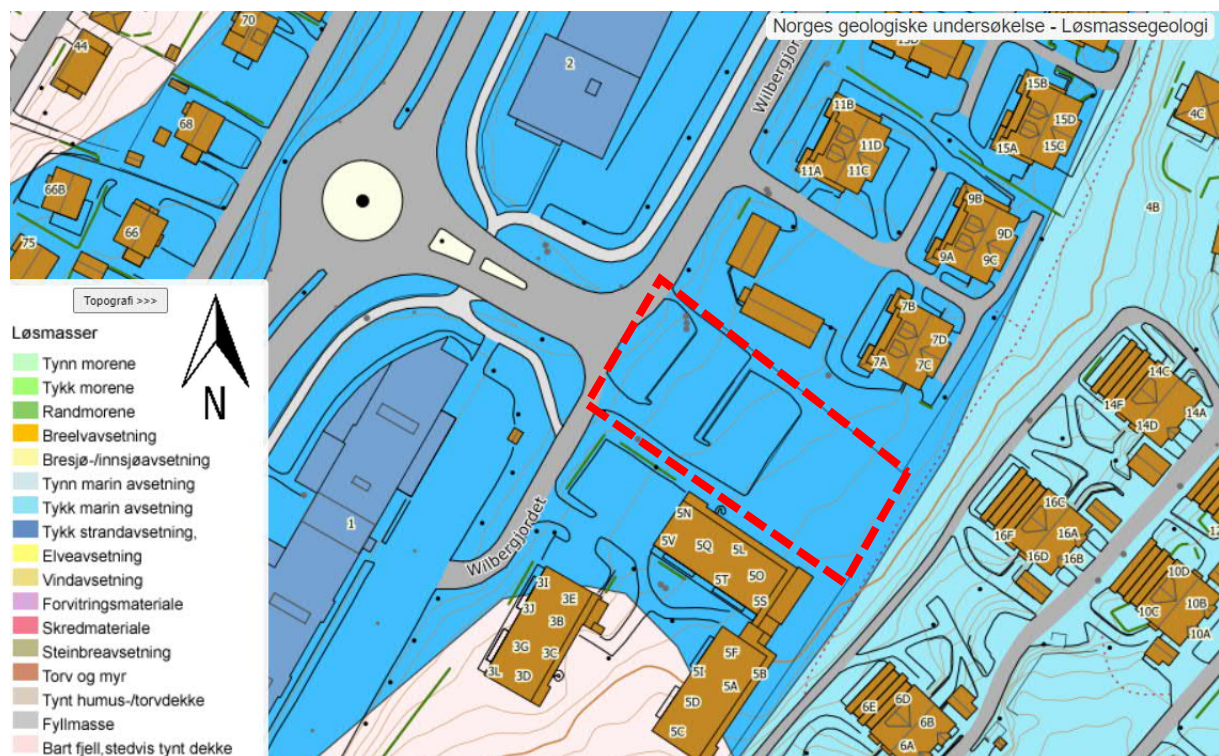 Norges geologiske undersøkelse - Løsmassegeologi
70
44
68
66B
66
75
2
Wilbergjor
11B
11D
11A
11C
15B
15D
15A
15C
4C
4B
9B
9D
9A
9C
7B
7D
7A
7C
14C
14F
14A
14D
16C
16F
16A
16D
16B
10D
10C
10B
10A
6D
6E
6B
6A
1
Wilbergjordet
5N
5V
5Q
5L
5T
5O
5S
5F
5I
5B
5A
5D
5C
3I
3E
3J
3B
3G
3C
3L
3D
Topografi >>>
N
Løsmasser
Tynn morene
Tykk morene
Randmorene
Breelvavsetning
Bresjø-/innsjøavsetning
Tynn marin avsetning
Tykk marin avsetning
Tykk strandavsetning,
Elveavsetning
Vindavsetning
Forvitringsmateriale
Skredmateriale
Steinbreavsetning
Torv og myr
Tynt humus-/torvdekke
Fyllmasse
Bart fjell,stedvis tynt dekke